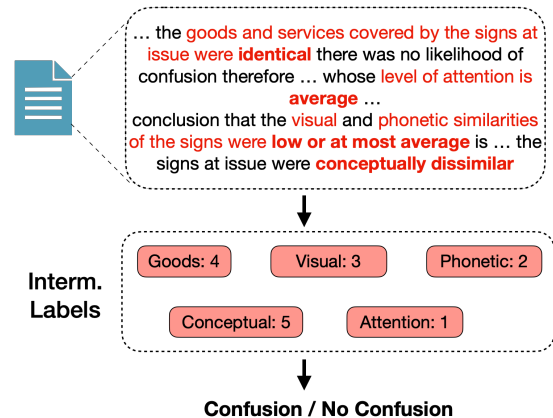 … the goods and services covered by the signs at
issue were identical there was no likelihood of
confusion therefore … whose level of attention is
average …
conclusion that the visual and phonetic similarities
of the signs were low or at most average is … the
signs at issue were conceptually dissimilar
Interm.
Labels
Goods: 4
Visual: 3
Phonetic: 2
Conceptual: 5
Attention: 1
Confusion / No Confusion